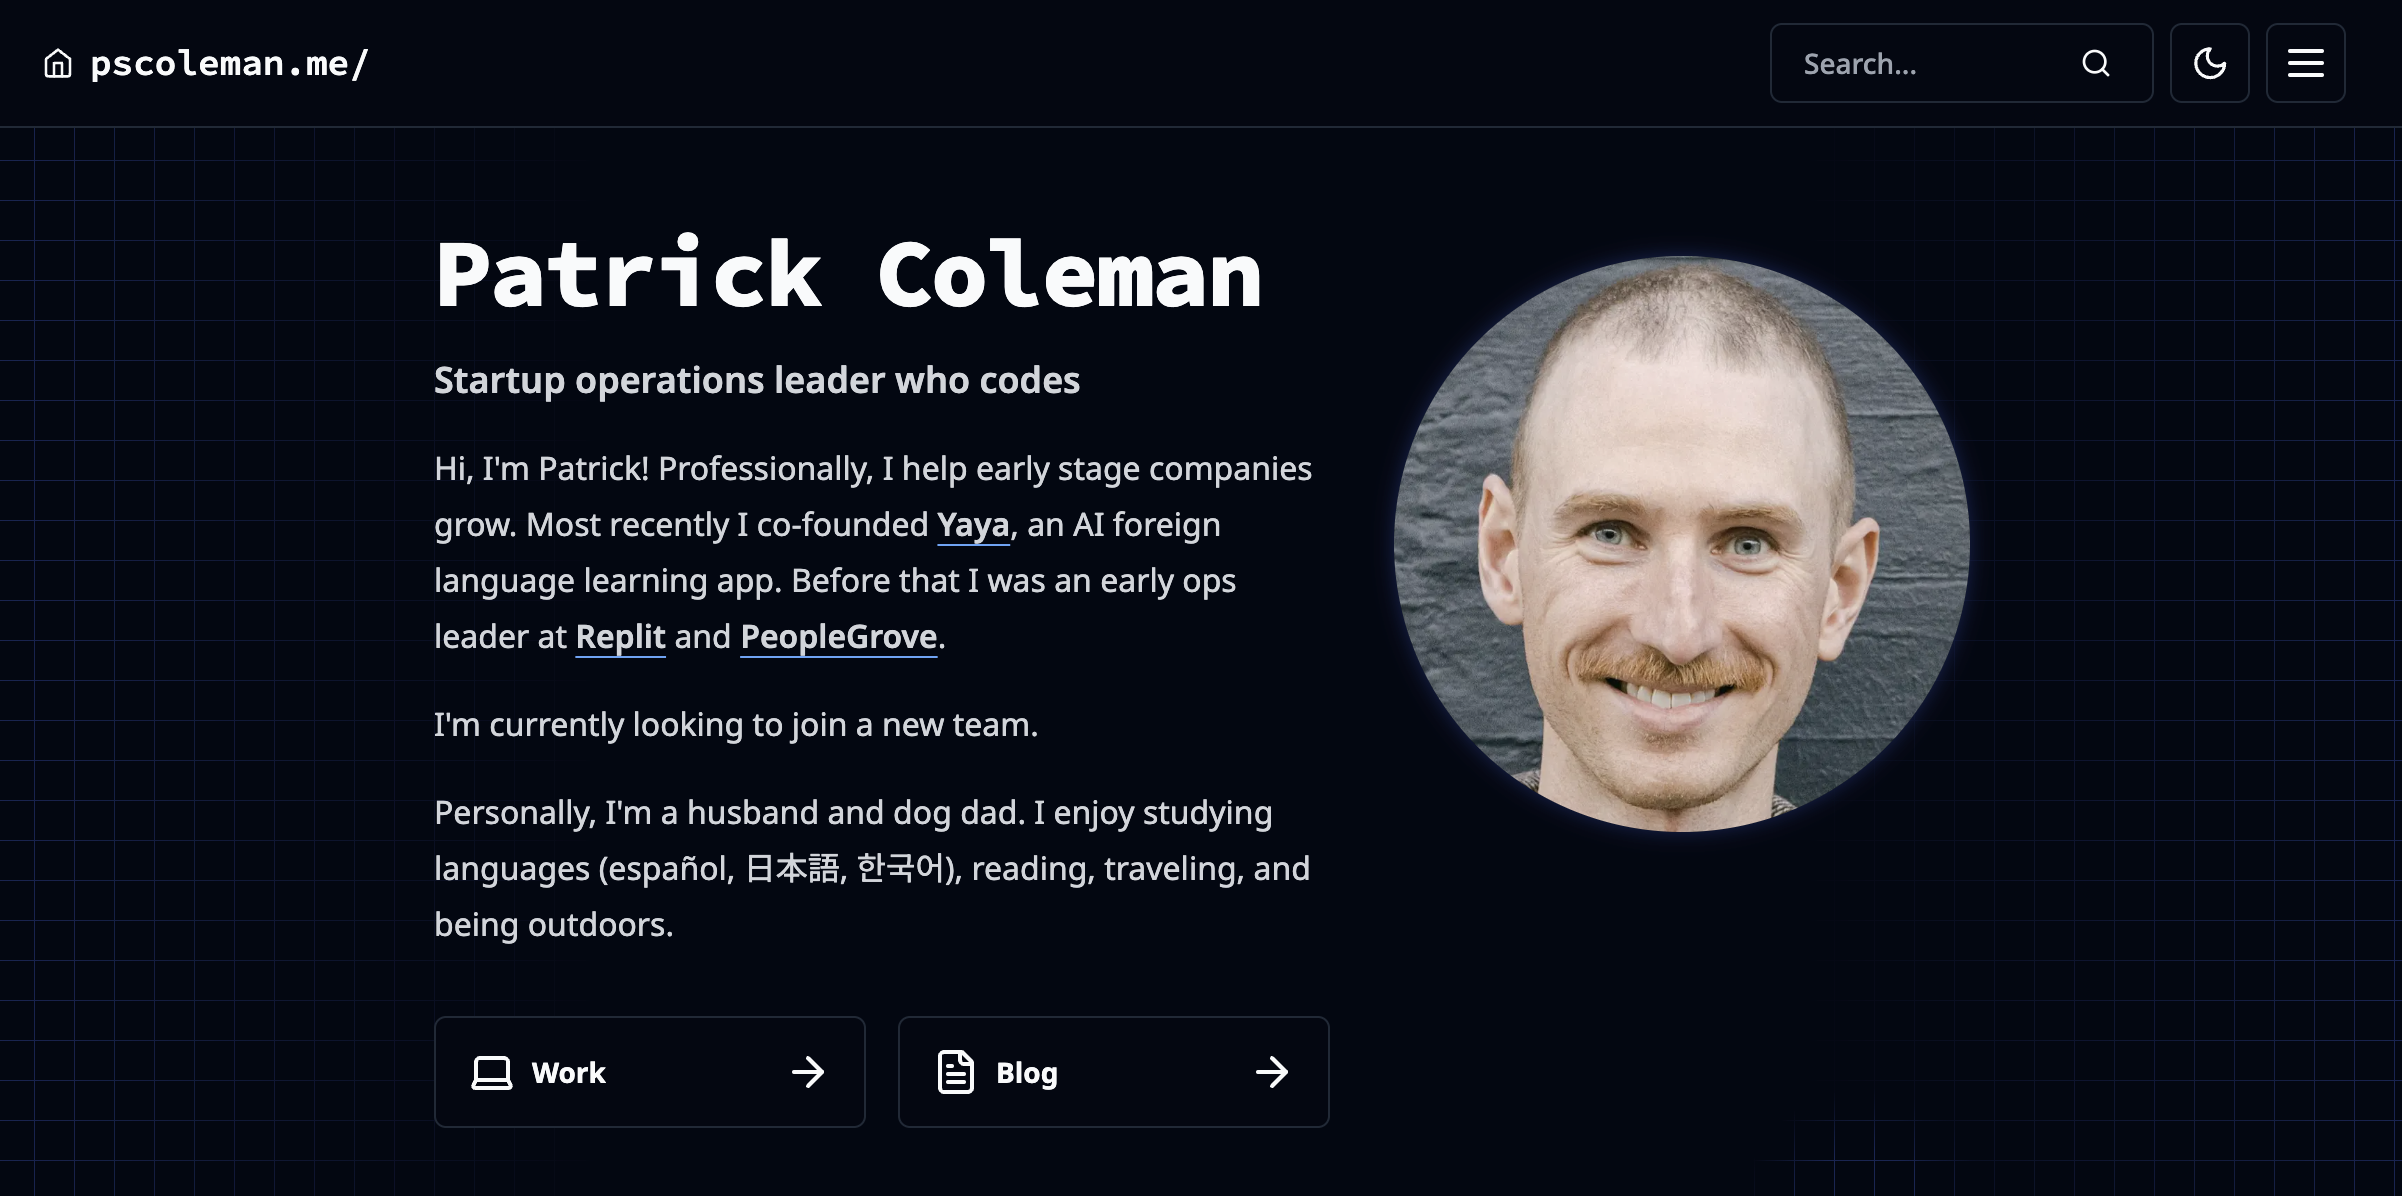 pscoleman.me/
Search...
Patrick Coleman
Startup operations leader who codes
Hi, I'm Patrick! Professionally, I help early stage companies
grow. Most recently I co-founded Yaya, an AI foreign
language learning app. Before that I was an early ops
leader at Replit and PeopleGrove.
I'm currently looking to join a new team.
Personally, I'm a husband and dog dad. I enjoy studying
languages (español, 日本語, 한국어), reading, traveling, and
being outdoors.
Work
Blog